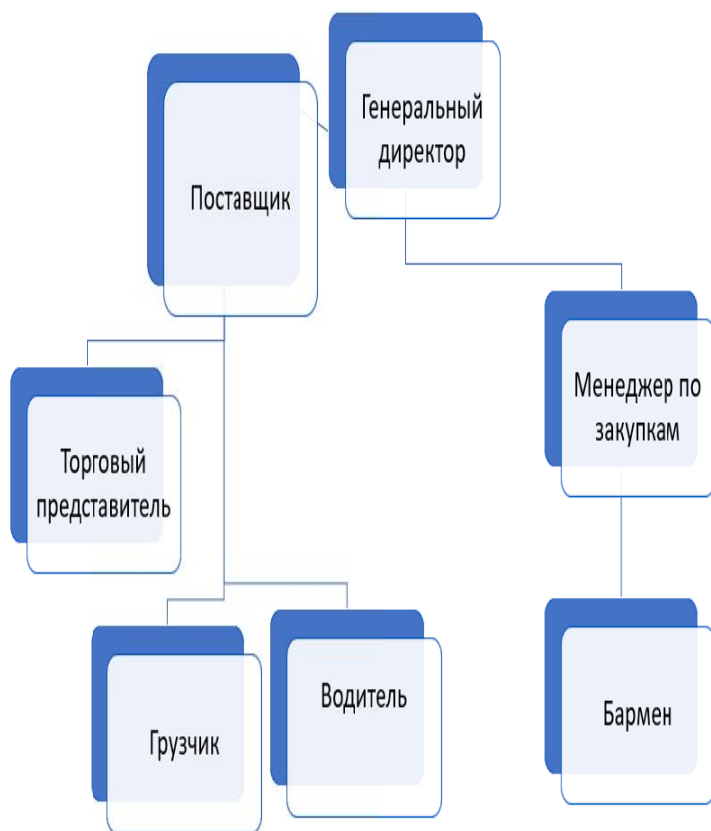 Генеральный
директор
Поставщик
Менеджер по
закупкам
Торговый
представитель
Водитель
Грузчик
Бармен